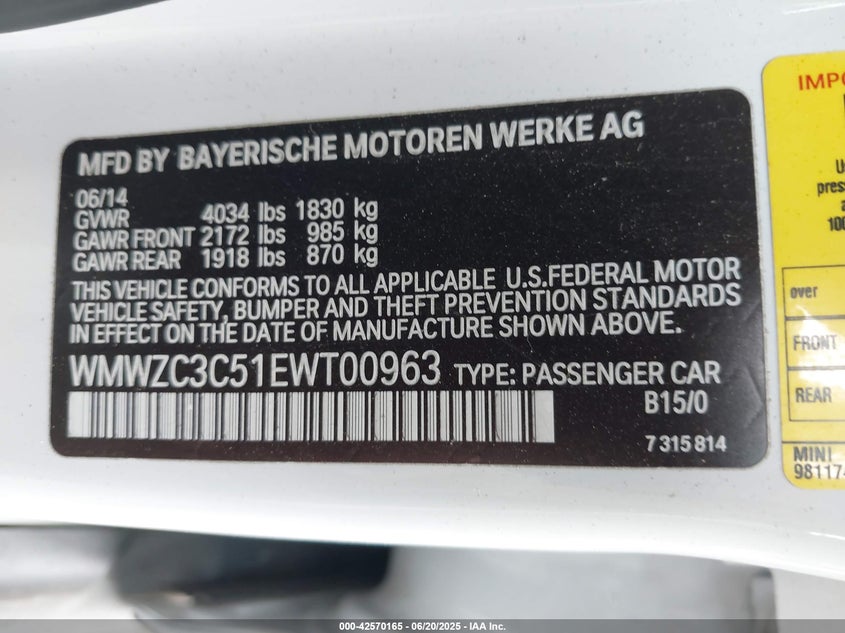 MFD BY BAYERISCHE MOTOREN WERKE AG
06/14
GVWR 4034 lbs 1830 kg
GAWR FRONT 2172 lbs 985 kg
GAWR REAR 1918 lbs 870 kg
THIS VEHICLE CONFORMS TO ALL APPLICABLE U.S.FEDERAL MOTOR
VEHICLE SAFETY, BUMPER AND THEFT PREVENTION STANDARDS
IN EFFECT ON THE DATE OF MANUFACTURE SHOWN ABOVE.
WMWZC3C51EWT00963 TYPE: PASSENGER CAR
B15/0
7 315 814
over
FRONT
REAR
MINI
000-42570165 - 06/20/2025 - IAA Inc.